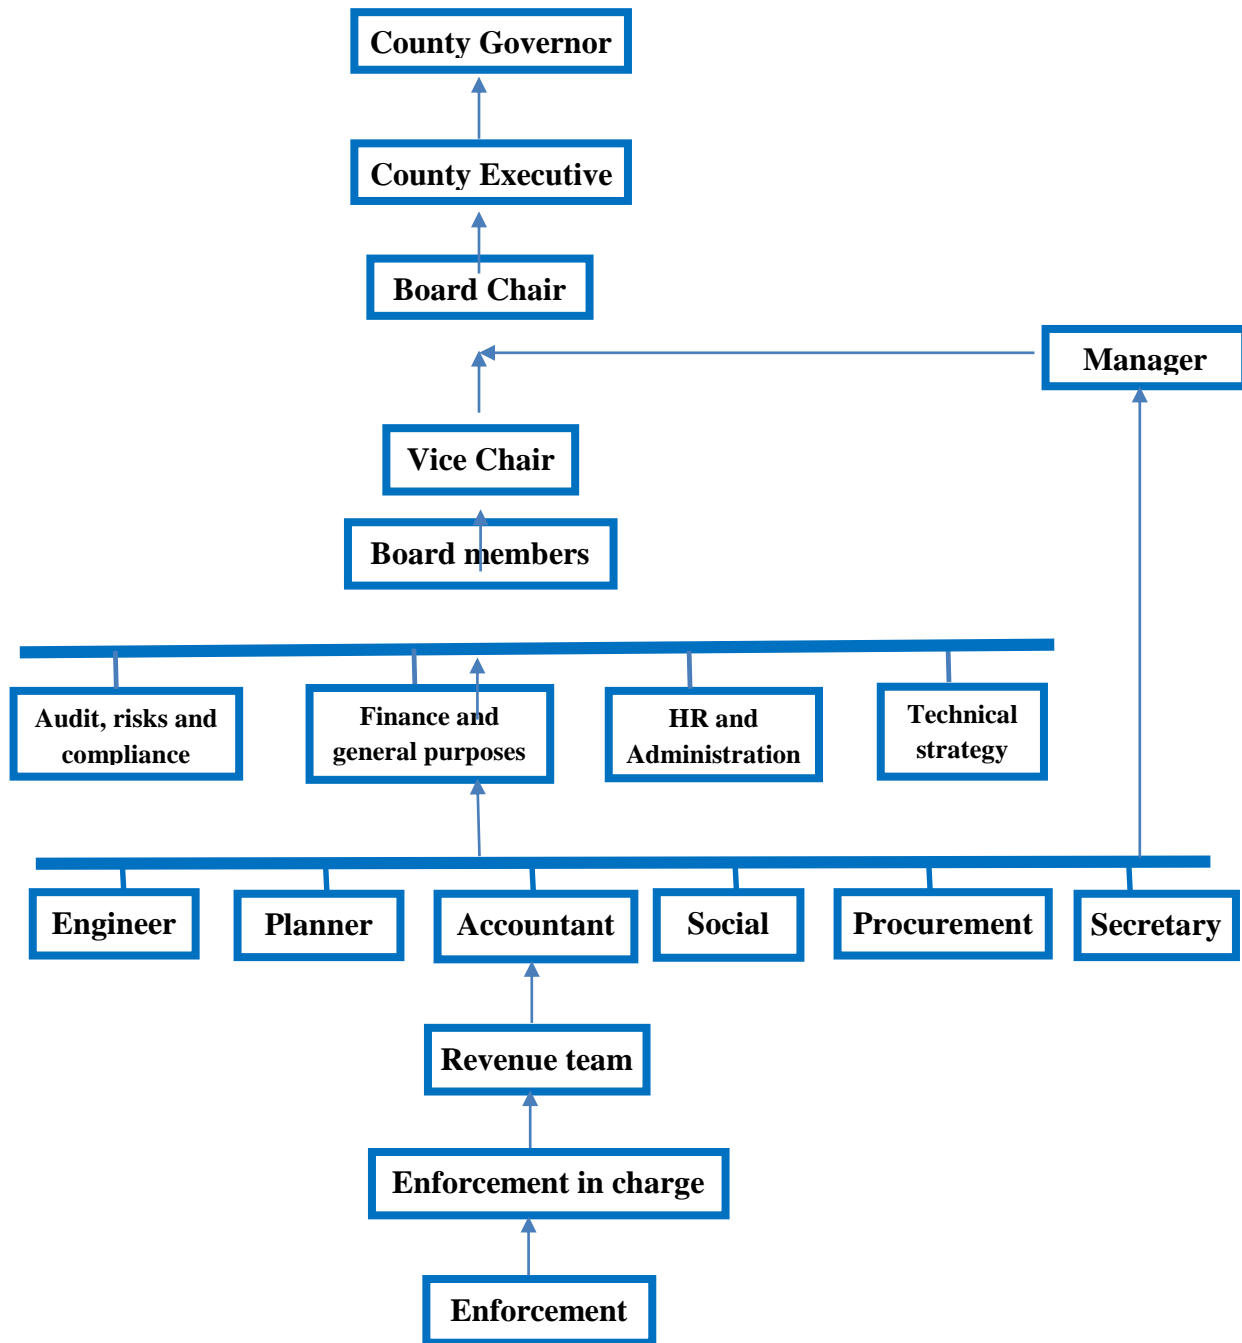 County Governor
County Executive
Board Chair
Manager
Vice Chair
Board members
Audit, risks and
compliance
Finance and
general purposes
HR and
Administration
Technical
strategy
Engineer
Planner
Accountant
Social
Procurement
Secretary
Revenue team
Enforcement in charge
Enforcement